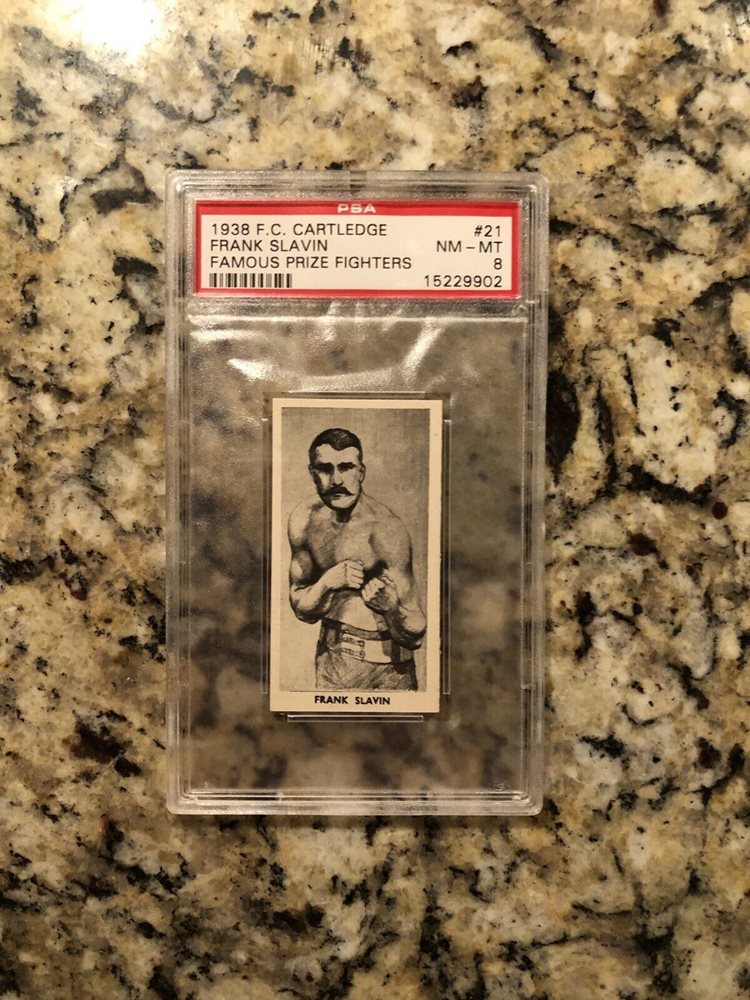 PSA
1938 F.C. CARTLEDGE #21
FRANK SLAVIN NM - MT
FAMOUS PRIZE FIGHTERS 8
15229902
FRANK SLAVIN